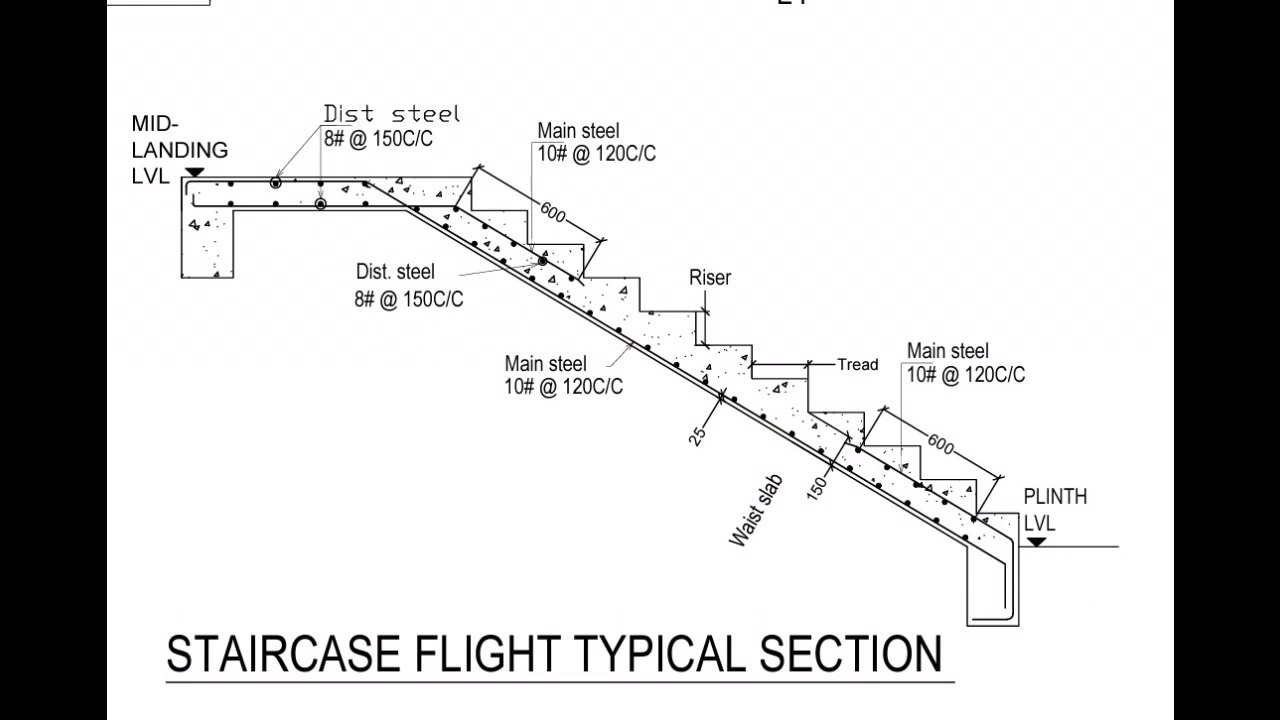 MID-
LANDING
LVL
Dist steel
8# @ 150C/C
Main steel
10# @ 120C/C
600
Dist. steel
8# @ 150C/C
Riser
Main steel
10# @ 120C/C
Tread
Main steel
10# @ 120C/C
25
600
150
Waist slab
PLINTH
LVL
STAIRCASE FLIGHT TYPICAL SECTION